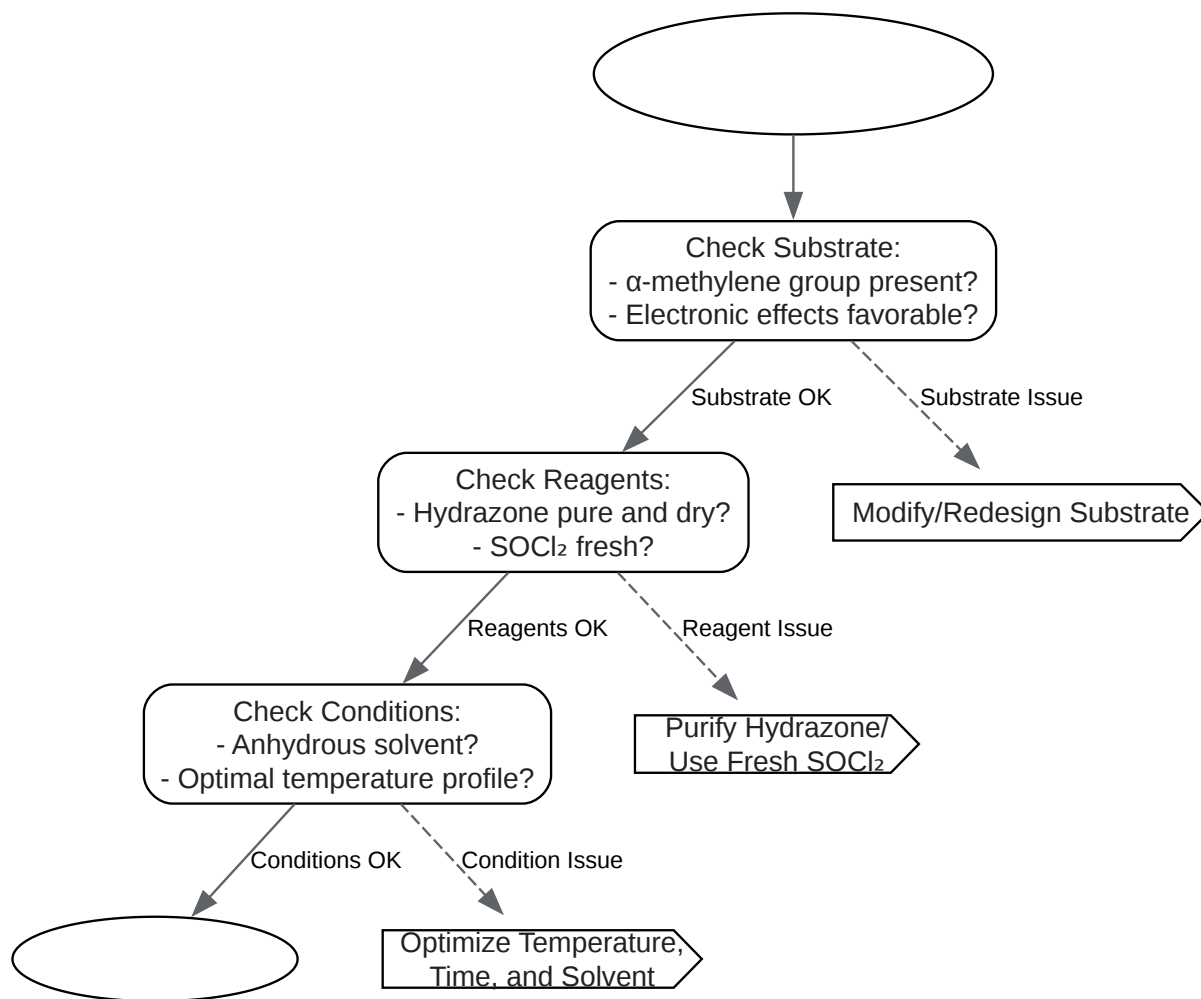 Check Substrate:
- α-methylene group present?
- Electronic effects favorable?
Substrate OK
Substrate Issue
Check Reagents:
- Hydrazone pure and dry?
- SOCl₂ fresh?
Modify/Redesign Substrate
Reagents OK
Reagent Issue
Check Conditions:
- Anhydrous solvent?
- Optimal temperature profile?
Purify Hydrazone/
Use Fresh SOCl₂
Conditions OK
Condition Issue
Optimize Temperature,
Time, and Solvent